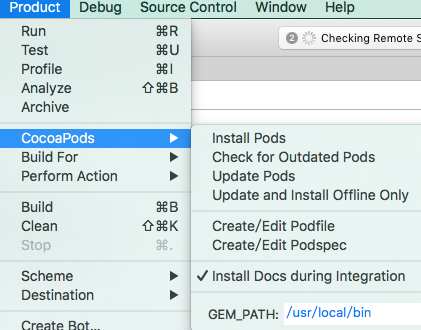 Product Debug Source Control Window Help
Run ⌘R
Test ⌘U
Profile ⌘I
Analyze ⇧⌘B
Archive
2 Checking Remote S
CocoaPods
Build For
Perform Action
Build ⌘B
Clean ⇧⌘K
Stop ⌘.
Scheme
Destination
Create Bot...
Install Pods
Check for Outdated Pods
Update Pods
Update and Install Offline Only
Create/Edit Podfile
Create/Edit Podspec
✓ Install Docs during Integration
GEM_PATH: /usr/local/bin